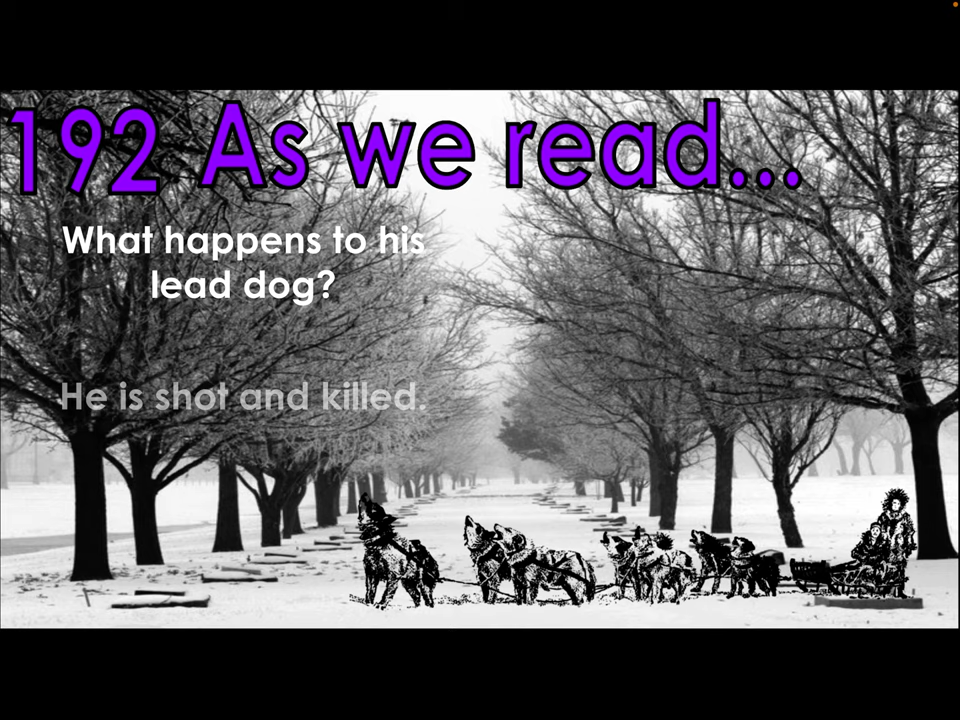 192 As we read...
What happens to his
lead dog?
He is shot and killed.